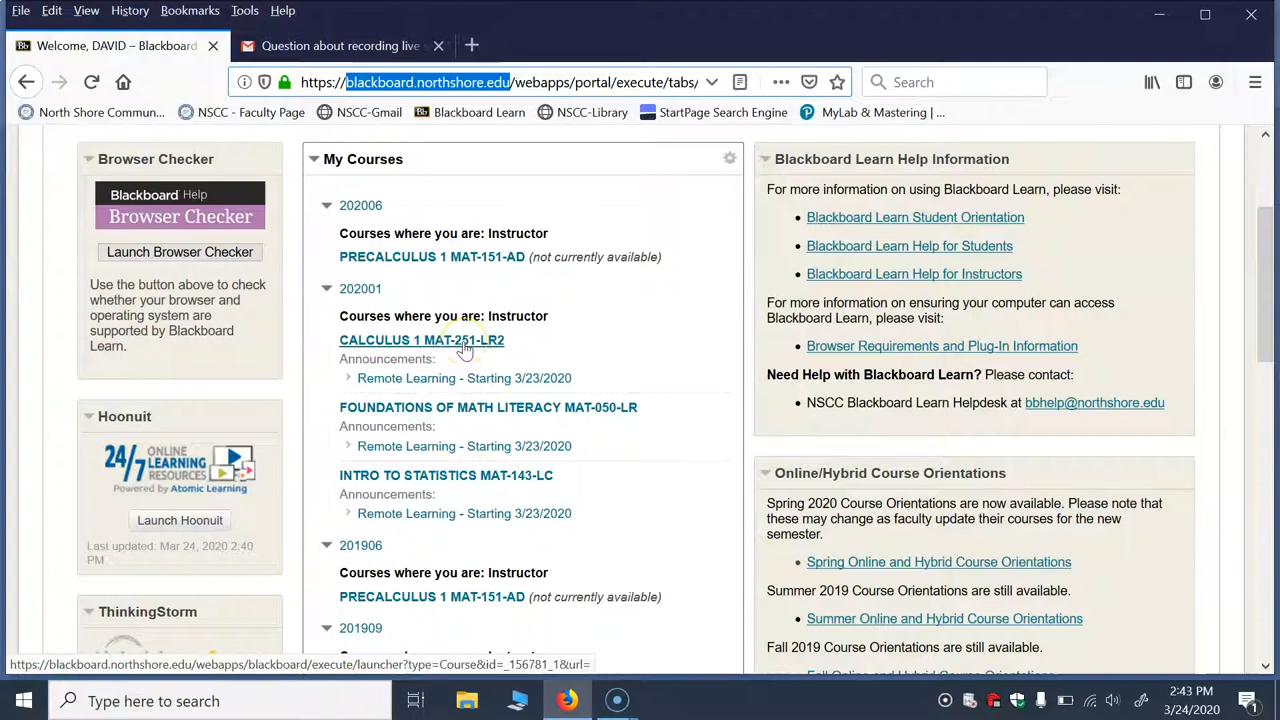 File Edit View History Bookmarks Tools Help
Welcome, DAVID – Blackboard
Question about recording live
https://blackboard.northshore.edu/webapps/portal/execute/tabs/
Search
North Shore Commun...
NSCC - Faculty Page
NSCC-Gmail
Blackboard Learn
NSCC-Library
StartPage Search Engine
MyLab & Mastering | ...
Browser Checker
Blackboard Help
Browser Checker
Launch Browser Checker
Use the button above to check
whether your browser and
operating system are
supported by Blackboard
Learn.
Hoonuit
24/7 ONLINE
LEARNING
RESOURCES
Powered by Atomic Learning
Launch Hoonuit
Last updated: Mar 24, 2020 2:40
PM
ThinkingStorm
My Courses
202006
Courses where you are: Instructor
PRECALCULUS 1 MAT-151-AD (not currently available)
202001
Courses where you are: Instructor
CALCULUS 1 MAT-251-LR2
Announcements:
Remote Learning - Starting 3/23/2020
FOUNDATIONS OF MATH LITERACY MAT-050-LR
Announcements:
Remote Learning - Starting 3/23/2020
INTRO TO STATISTICS MAT-143-LC
Announcements:
Remote Learning - Starting 3/23/2020
201906
Courses where you are: Instructor
PRECALCULUS 1 MAT-151-AD (not currently available)
201909
Blackboard Learn Help Information
For more information on using Blackboard Learn, please visit:
Blackboard Learn Student Orientation
Blackboard Learn Help for Students
Blackboard Learn Help for Instructors
For more information on ensuring your computer can access
Blackboard Learn, please visit:
Browser Requirements and Plug-In Information
Need Help with Blackboard Learn? Please contact:
NSCC Blackboard Learn Helpdesk at bbhelp@northshore.edu
Online/Hybrid Course Orientations
Spring 2020 Course Orientations are now available. Please note that
these may change as faculty update their courses for the new
semester.
Spring Online and Hybrid Course Orientations
Summer 2019 Course Orientations are still available.
Summer Online and Hybrid Course Orientations
Fall 2019 Course Orientations are still available.
https://blackboard.northshore.edu/webapps/blackboard/execute/launcher?type=Course&id=_156781_1&url=
Type here to search
2:43 PM
3/24/2020
1